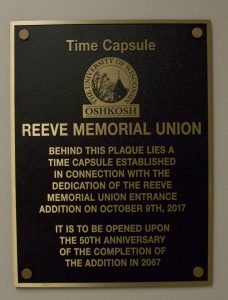 Time Capsule
THE UNIVERSITY OF WISCONSIN
OSHKOSH
REEVE MEMORIAL UNION
BEHIND THIS PLAQUE LIES A
TIME CAPSULE ESTABLISHED
IN CONNECTION WITH THE
DEDICATION OF THE REEVE
MEMORIAL UNION ENTRANCE
ADDITION ON OCTOBER 9TH, 2017
IT IS TO BE OPENED UPON
THE 50TH ANNIVERSARY
OF THE COMPLETION OF
THE ADDITION IN 2067